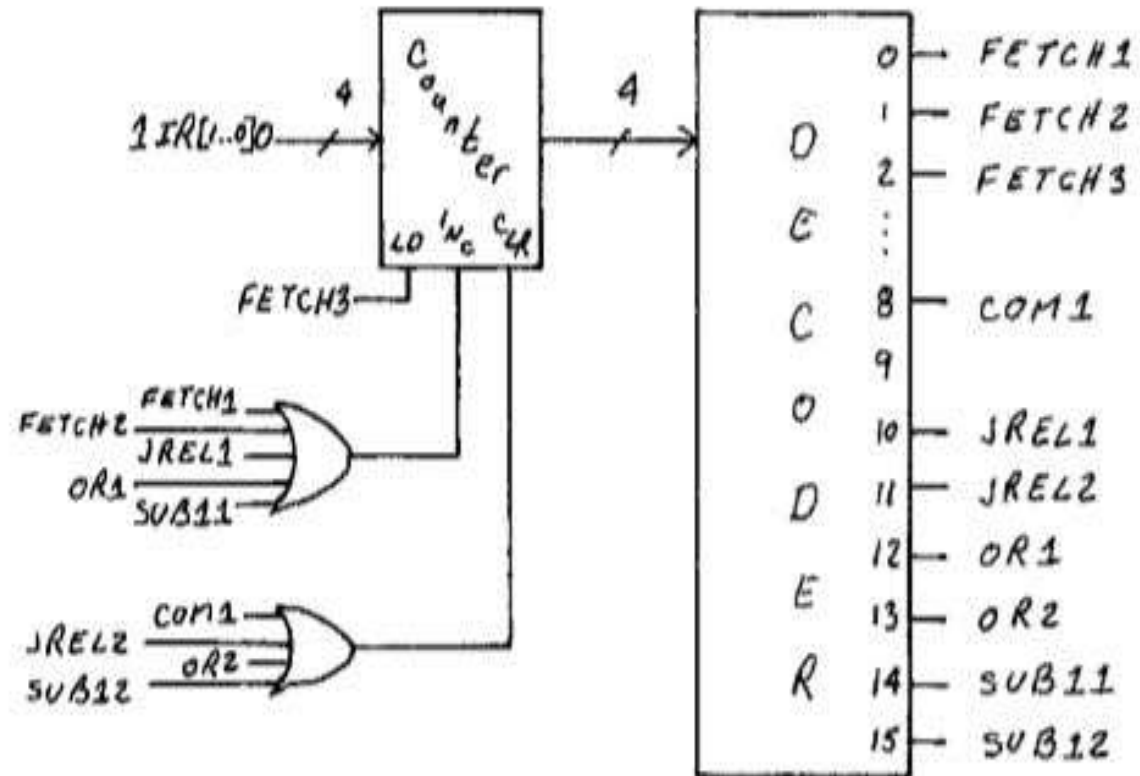 Counter
4
1 IR[1..0]0
LD INC CLR
FETCH3
FETCH1
FETCH2
JREL1
OR1
SUB11
COM1
JREL2
OR2
SUB12
4
DECODER
0 FETCH1
1 FETCH2
2 FETCH3
⋮
8 COM1
9
10 JREL1
11 JREL2
12 OR1
13 OR2
14 SUB11
15 SUB12